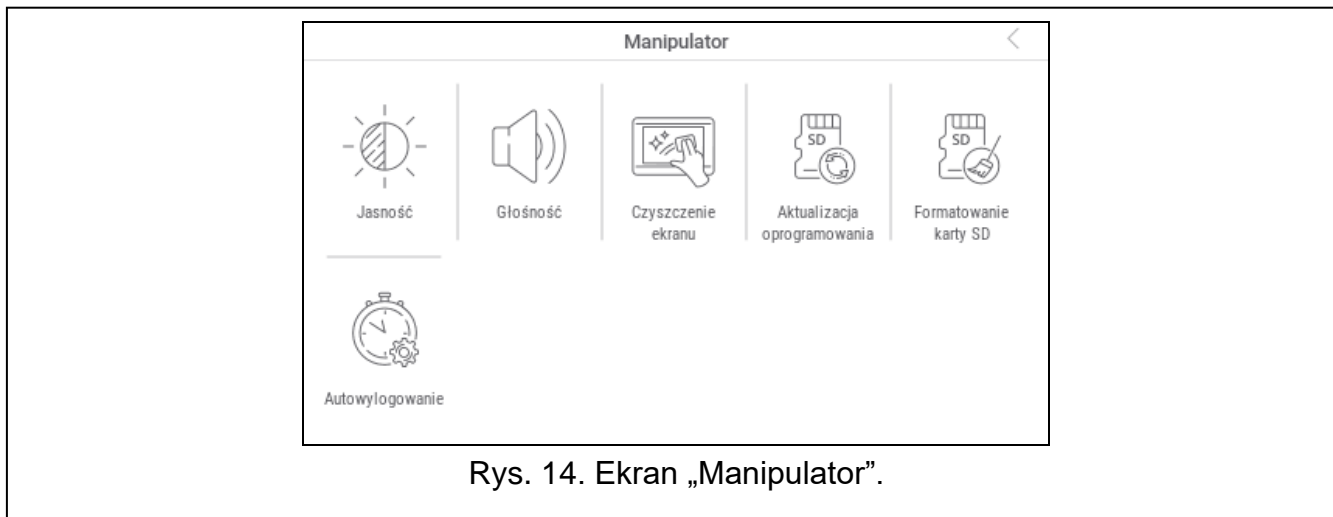 Manipulator
SD
SD
Jasność
Głośność
Czyszczenie
ekranu
Aktualizacja
oprogramowania
Formatowanie
karty SD
Autowylogowanie
Rys. 14. Ekran „Manipulator”.